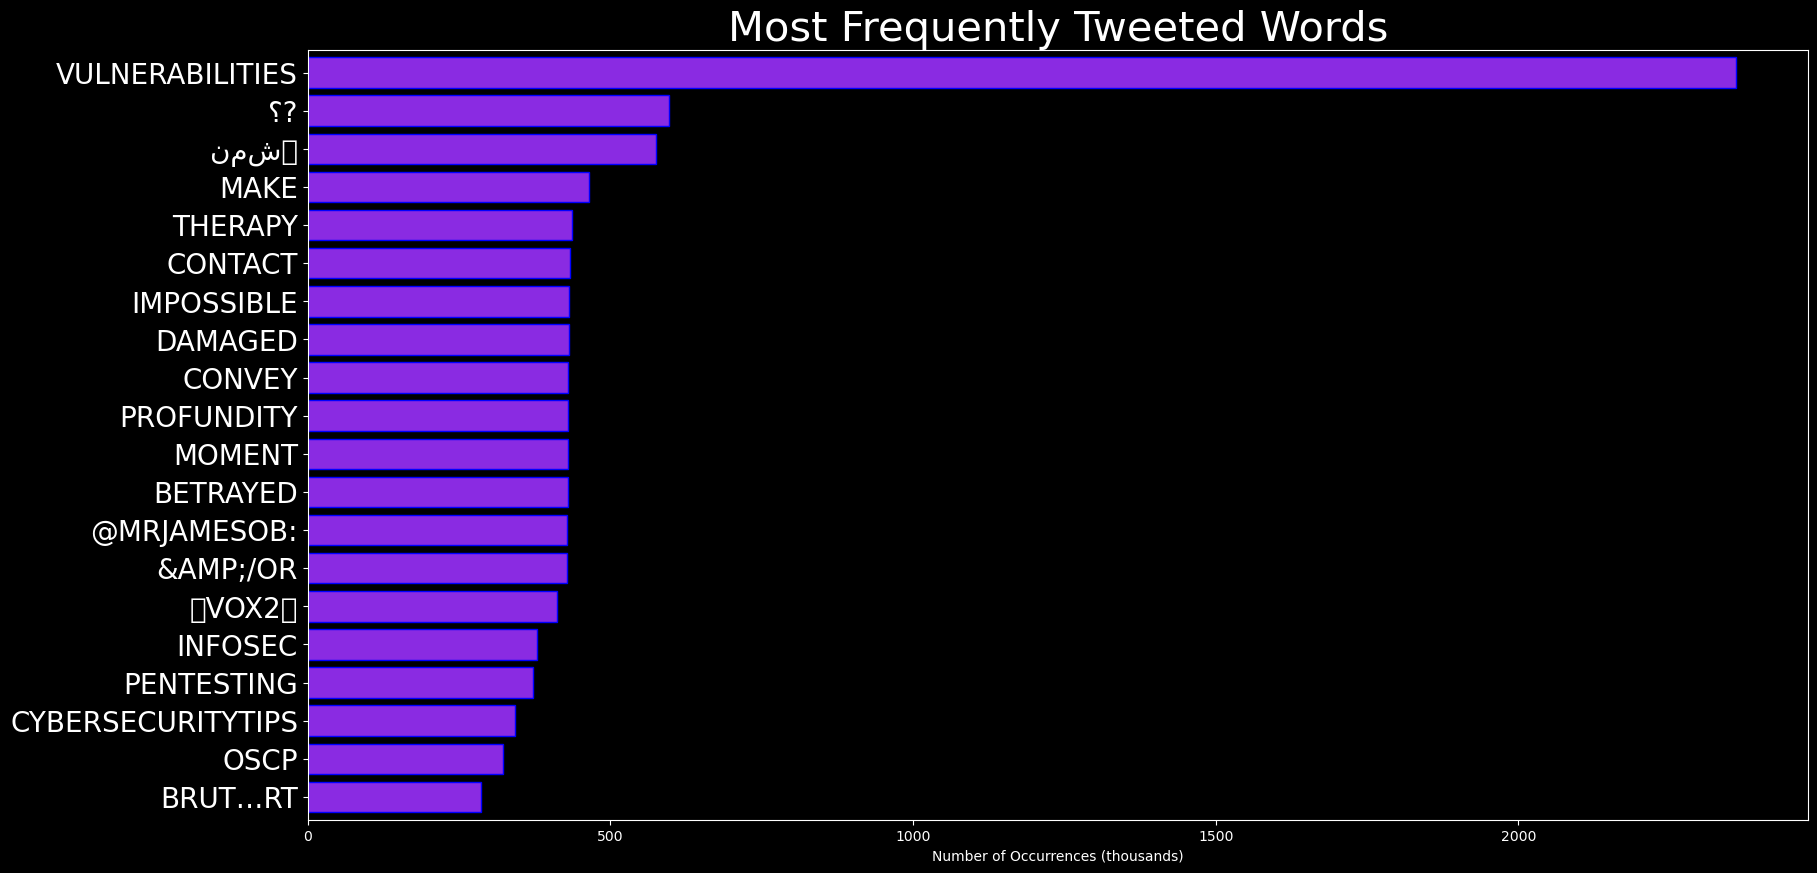 Most Frequently Tweeted Words
VULNERABILITIES
؟?
نمش
MAKE
THERAPY
CONTACT
IMPOSSIBLE
DAMAGED
CONVEY
PROFUNDITY
MOMENT
BETRAYED
@MRJAMESOB:
&AMP;/OR
▯VOX2▯
INFOSEC
PENTESTING
CYBERSECURITYTIPS
OSCP
BRUT…RT
0 500 1000 1500 2000
Number of Occurrences (thousands)